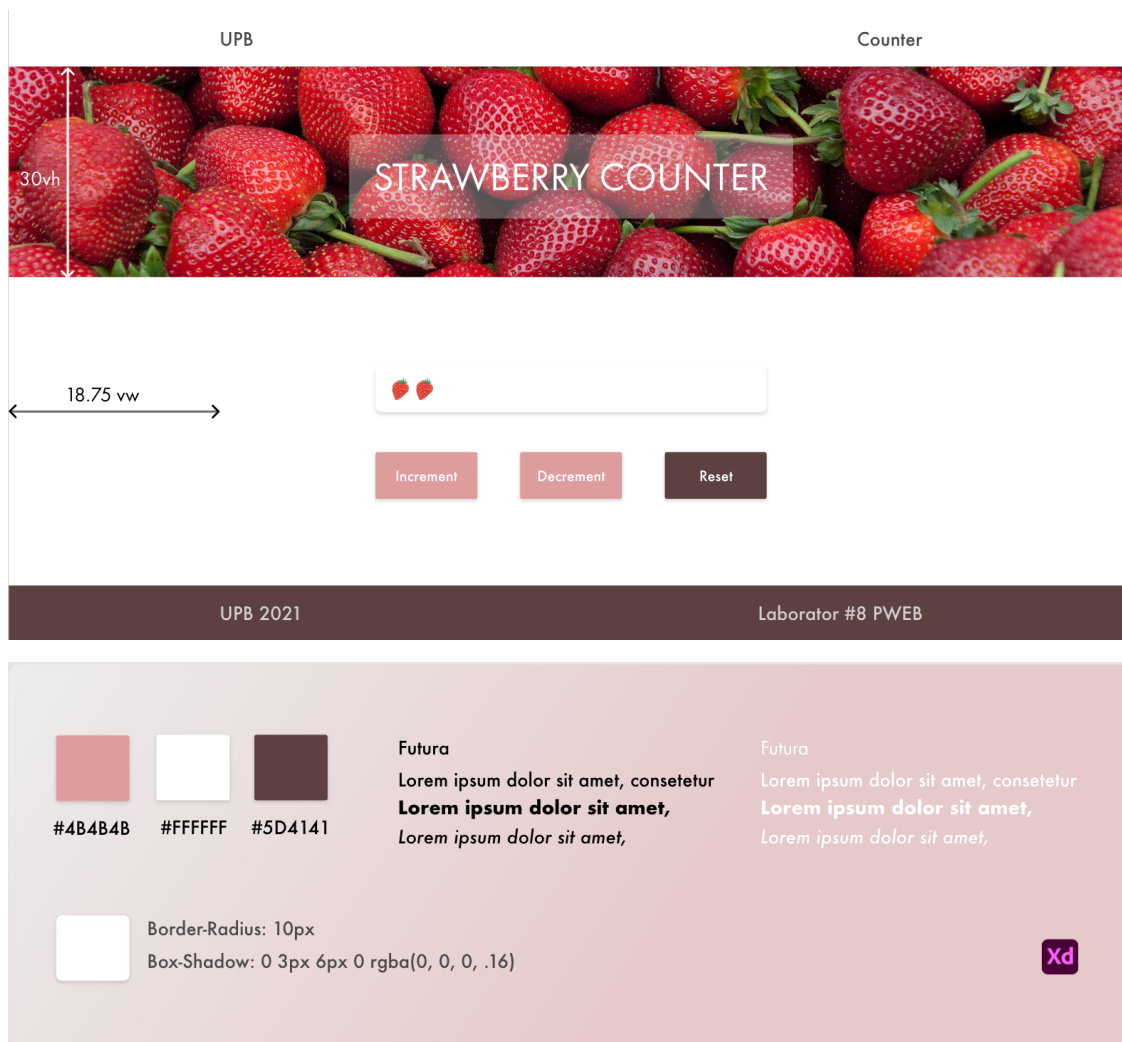 UPB
Counter
30vh
STRAWBERRY COUNTER
18.75 vw
Increment
Decrement
Reset
UPB 2021
Laborator #8 PWEB
#4B4B4B
#FFFFFF
#5D4141
Futura
Lorem ipsum dolor sit amet, consetetur
Lorem ipsum dolor sit amet,
Lorem ipsum dolor sit amet,
Futura
Lorem ipsum dolor sit amet, consetetur
Lorem ipsum dolor sit amet,
Lorem ipsum dolor sit amet,
Border-Radius: 10px
Box-Shadow: 0 3px 6px 0 rgba(0, 0, 0, .16)
Xd